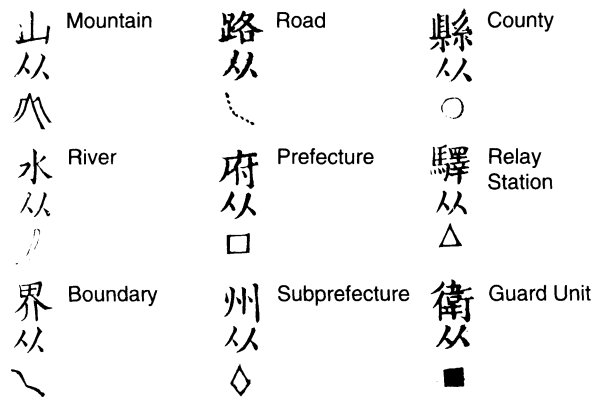 山从
Mountain
水从
River
界从
Boundary
路从
Road
府从
Prefecture
州从
Subprefecture
縣从
County
驛从
Relay
Station
衛从
Guard Unit